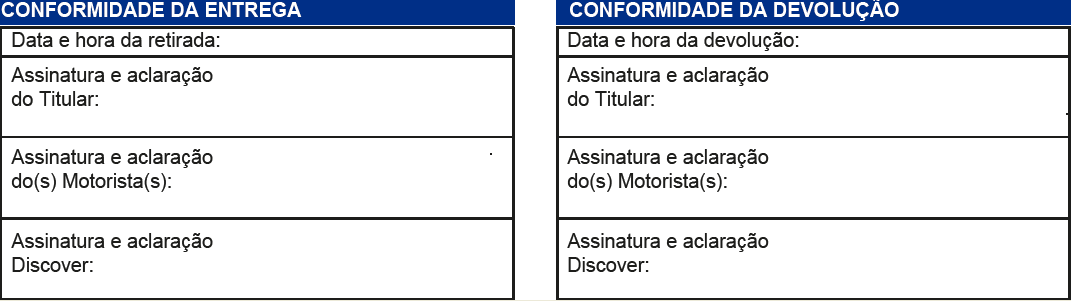 CONFORMIDADE DA ENTREGA
Data e hora da retirada:
Assinatura e aclaração
do Titular:
Assinatura e aclaração
do(s) Motorista(s):
Assinatura e aclaração
Discover:
CONFORMIDADE DA DEVOLUÇÃO
Data e hora da devolução:
Assinatura e aclaração
do Titular:
Assinatura e aclaração
do(s) Motorista(s):
Assinatura e aclaração
Discover: